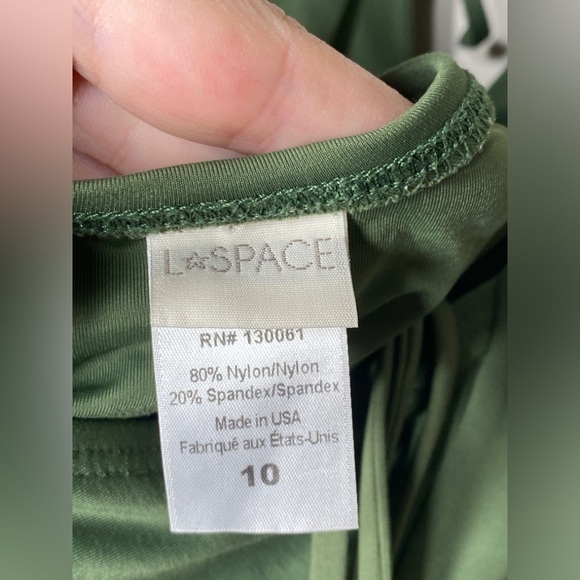 L☆SPACE
RN# 130061
80% Nylon/Nylon
20% Spandex/Spandex
Made in USA
Fabriqué aux États-Unis
10